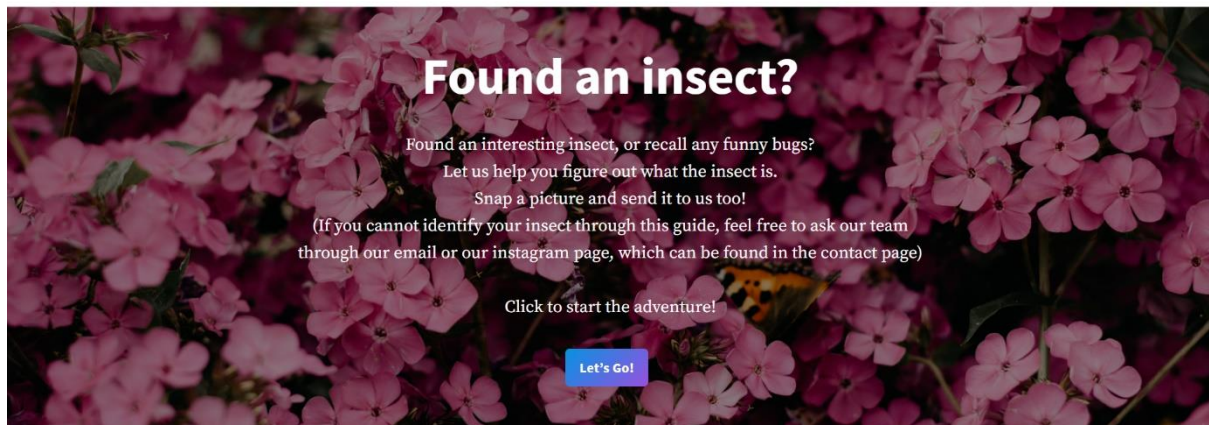 Found an insect?
Found an interesting insect, or recall any funny bugs?
Let us help you figure out what the insect is.
Snap a picture and send it to us too!
(If you cannot identify your insect through this guide, feel free to ask our team
through our email or our instagram page, which can be found in the contact page)
Click to start the adventure!
Let's Go!